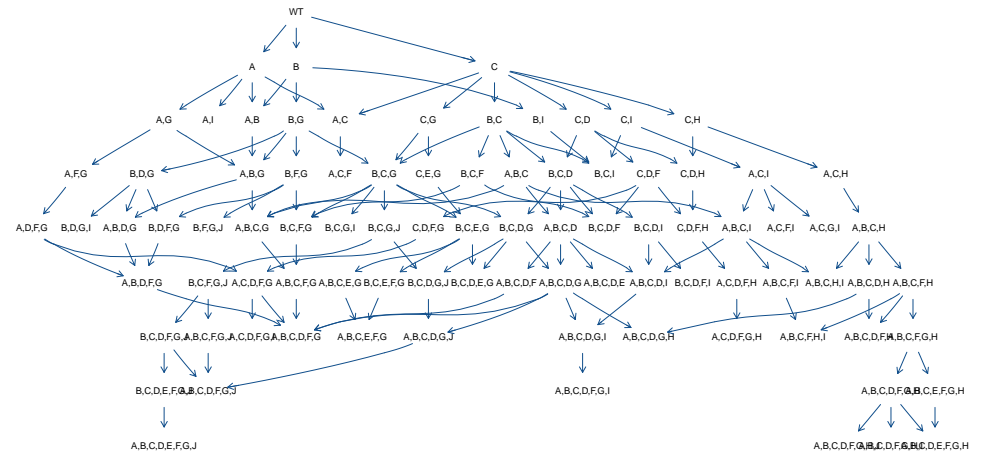 WT
A B C
A,G A,I A,B B,G A,C C,G B,C B,I C,D C,I C,H
A,F,G B,D,G A,B,G B,F,G A,C,F B,C,G C,E,G B,C,F A,B,C B,C,D B,C,I C,D,F C,D,H A,C,I A,C,H
A,D,F,G B,D,G,I A,B,D,G B,D,F,G B,F,G,J A,B,C,G B,C,F,G B,C,G,I B,C,G,J C,D,F,G B,C,E,G B,C,D,G A,B,C,D B,C,D,F B,C,D,I C,D,F,H A,B,C,I A,C,F,I A,C,G,I A,B,C,H
A,B,D,F,G B,C,F,G,J A,C,D,F,G A,B,C,F,G A,B,C,E,G B,C,E,F,G B,C,D,G,J B,C,D,E,G A,B,C,D,F A,B,C,D,G A,B,C,D,E A,B,C,D,I B,C,D,F,I A,C,D,F,H A,B,C,F,I A,B,C,H,I A,B,C,D,H A,B,C,F,H
B,C,D,F,G,J A,B,C,F,G,J A,C,D,F,G,J A,B,C,D,F,G A,B,C,E,F,G A,B,C,D,G,J A,B,C,D,G,I A,B,C,D,G,H A,C,D,F,G,H A,B,C,F,H,I A,B,C,D,F,H A,B,C,F,G,H
B,C,D,E,F,G,J A,B,C,D,F,G,J A,B,C,D,F,G,I A,B,C,D,F,G,H A,B,C,E,F,G,H
A,B,C,D,E,F,G,J A,B,C,D,F,G,H,J A,B,C,D,F,G,H,I A,B,C,D,E,F,G,H